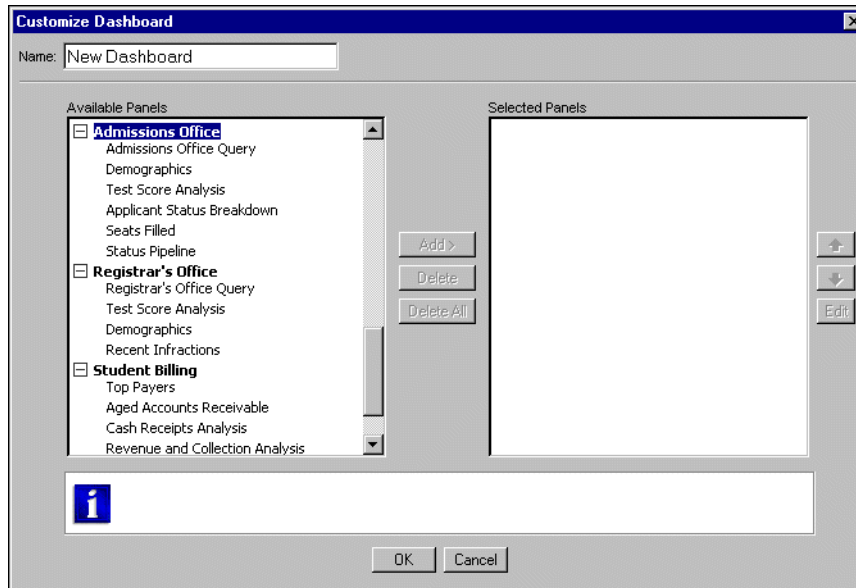 Customize Dashboard
Name: New Dashboard
Available Panels
Selected Panels
Admissions Office
Admissions Office Query
Demographics
Test Score Analysis
Applicant Status Breakdown
Seats Filled
Status Pipeline
Registrar's Office
Registrar's Office Query
Test Score Analysis
Demographics
Recent Infractions
Student Billing
Top Payers
Aged Accounts Receivable
Cash Receipts Analysis
Revenue and Collection Analysis
Add >
Delete
Delete All
Edit
OK
Cancel